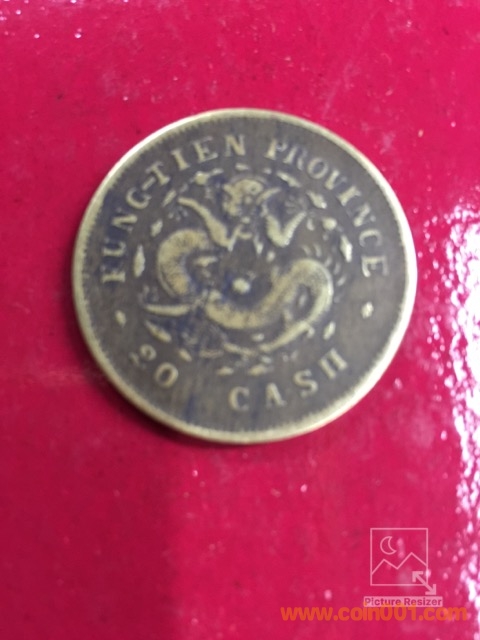 FUNG-TIEN PROVINCE
20 CASH
Picture Resizer
www.coin001.com